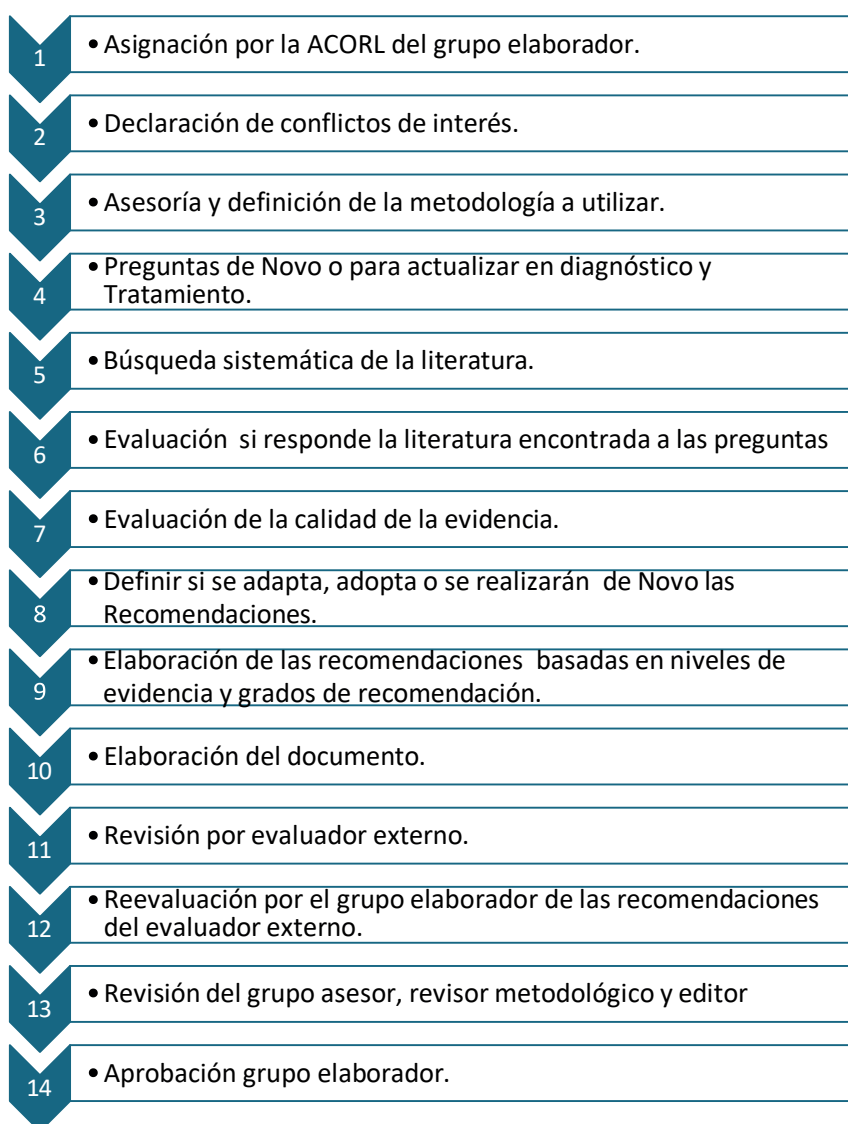 1
• Asignación por la ACORL del grupo elaborador.
2
• Declaración de conflictos de interés.
3
• Asesoría y definición de la metodología a utilizar.
4
• Preguntas de Novo o para actualizar en diagnóstico y
Tratamiento.
5
• Búsqueda sistemática de la literatura.
6
• Evaluación  si responde la literatura encontrada a las preguntas
7
• Evaluación de la calidad de la evidencia.
8
• Definir si se adapta, adopta o se realizarán  de Novo las
Recomendaciones.
9
• Elaboración de las recomendaciones  basadas en niveles de
evidencia y grados de recomendación.
10
• Elaboración del documento.
11
• Revisión por evaluador externo.
12
• Reevaluación por el grupo elaborador de las recomendaciones
del evaluador externo.
13
• Revisión del grupo asesor, revisor metodológico y editor
14
• Aprobación grupo elaborador.